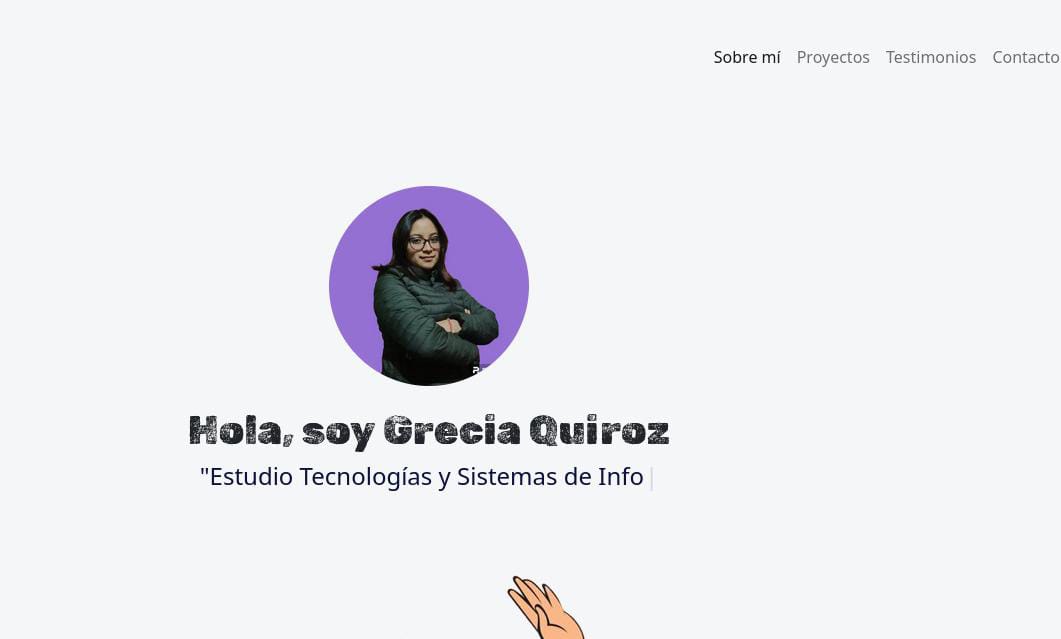 Sobre mí Proyectos Testimonios Contacto
Hola, soy Grecia Quiroz
"Estudio Tecnologías y Sistemas de Info